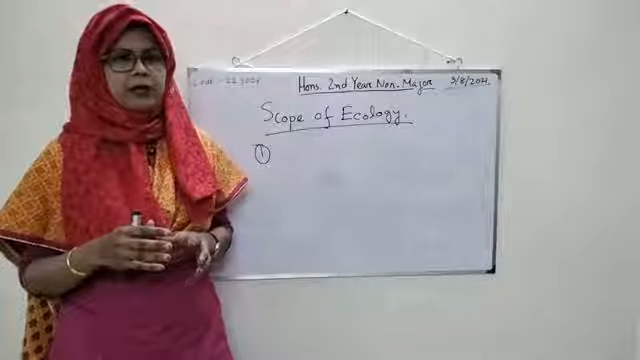 Hons. 2nd Year Non. Major 3/8/2021.
Scope of Ecology.
①